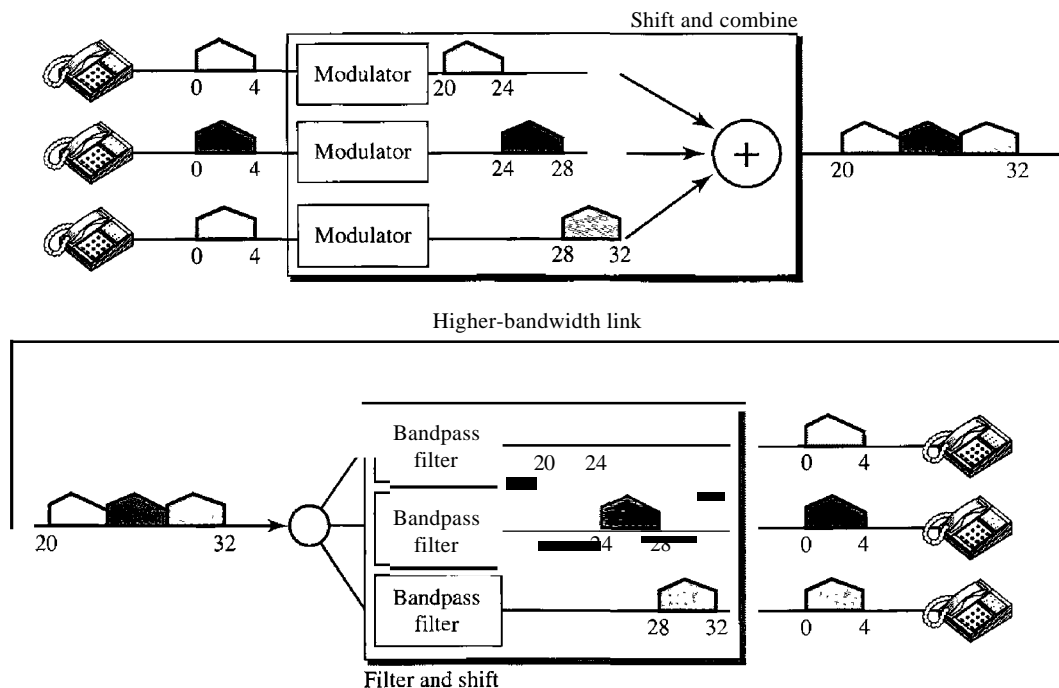 Shift and combine
Modulator
0 4
20 24
Modulator
0 4
24 28
+
20 32
Modulator
0 4
28 32
Higher-bandwidth link
Bandpass
filter
20 24
0 4
Bandpass
filter
20 32
24 28
0 4
Bandpass
filter
28 32
0 4
Filter and shift